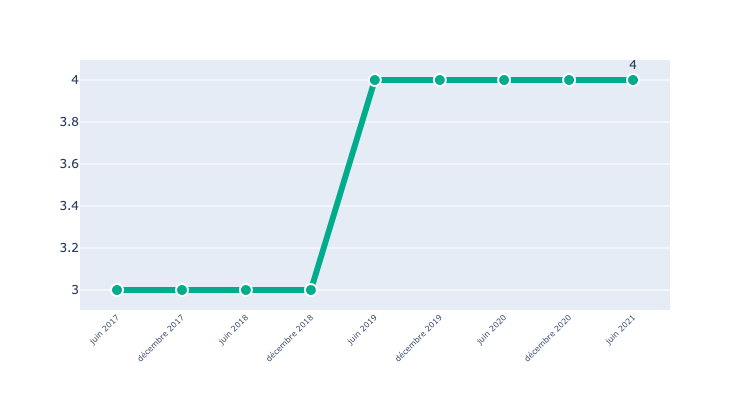 4
4
3.8
3.6
3.4
3.2
3
juin 2017
décembre 2017
juin 2018
décembre 2018
juin 2019
décembre 2019
juin 2020
décembre 2020
juin 2021